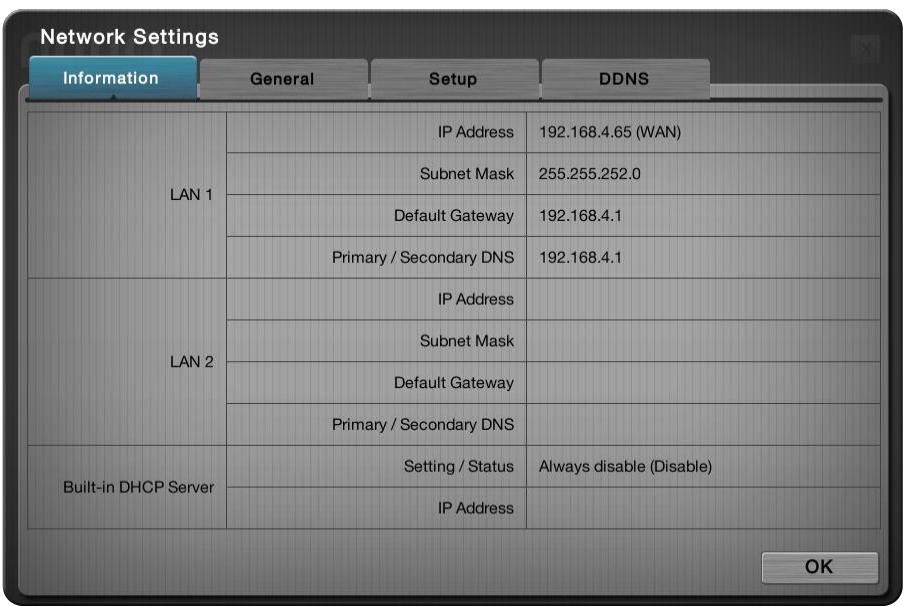 Network Settings
X
Information General Setup DDNS
LAN 1
IP Address 192.168.4.65 (WAN)
Subnet Mask 255.255.252.0
Default Gateway 192.168.4.1
Primary / Secondary DNS 192.168.4.1
LAN 2
IP Address
Subnet Mask
Default Gateway
Primary / Secondary DNS
Built-in DHCP Server
Setting / Status Always disable (Disable)
IP Address
OK